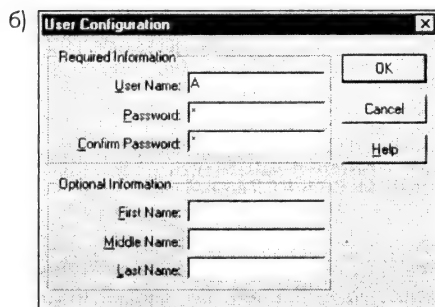 б)
User Configuration
Required Information
User Name: A
Password: *
Confirm Password: *
OK
Cancel
Help
Optional Information
First Name:
Middle Name:
Last Name: